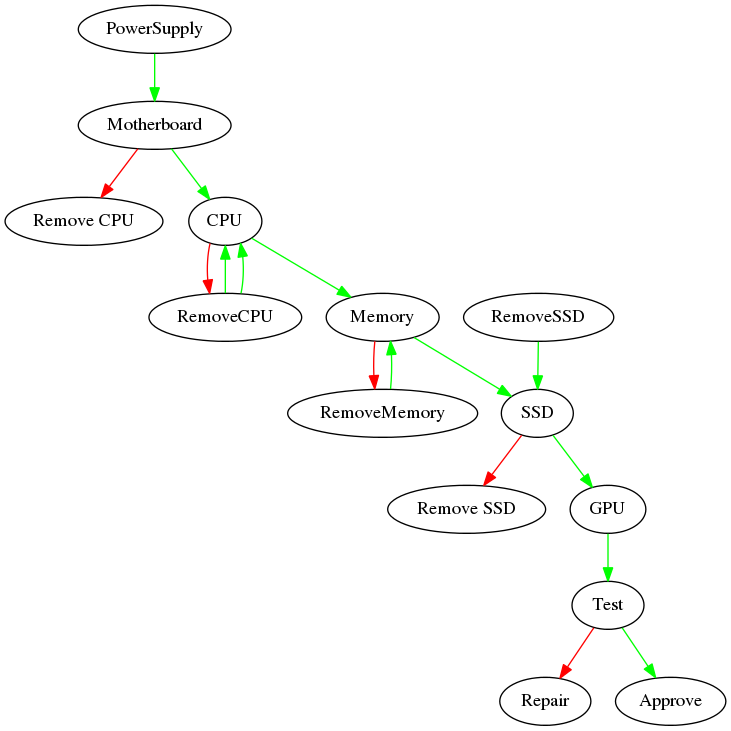 PowerSupply
Motherboard
Remove CPU
CPU
RemoveCPU
Memory
RemoveSSD
RemoveMemory
SSD
Remove SSD
GPU
Test
Repair
Approve